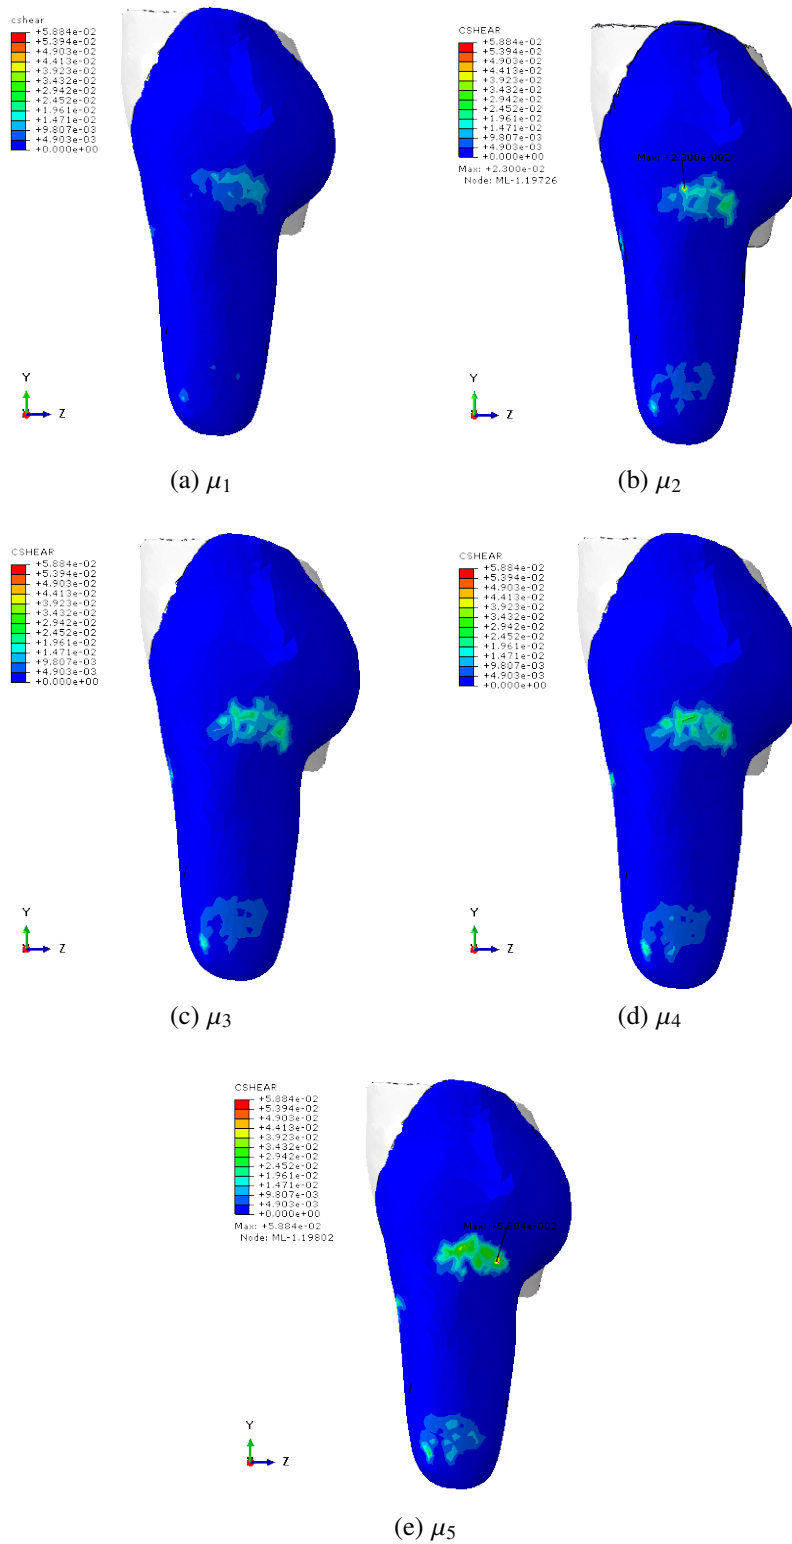 cshear
+5.884e-02
+5.394e-02
+4.903e-02
+4.413e-02
+3.923e-02
+3.432e-02
+2.942e-02
+2.452e-02
+1.961e-02
+1.471e-02
+9.807e-03
+4.903e-03
+0.000e+00
Y
Z
(a) μ1
CSHEAR
+5.884e-02
+5.394e-02
+4.903e-02
+4.413e-02
+3.923e-02
+3.432e-02
+2.942e-02
+2.452e-02
+1.961e-02
+1.471e-02
+9.807e-03
+4.903e-03
+0.000e+00
Max: +2.300e-02
Node: ML-1.19726
Max: +2.300e-002
Y
Z
(b) μ2
CSHEAR
+5.884e-02
+5.394e-02
+4.903e-02
+4.413e-02
+3.923e-02
+3.432e-02
+2.942e-02
+2.452e-02
+1.961e-02
+1.471e-02
+9.807e-03
+4.903e-03
+0.000e+00
Y
Z
(c) μ3
CSHEAR
+5.884e-02
+5.394e-02
+4.903e-02
+4.413e-02
+3.923e-02
+3.432e-02
+2.942e-02
+2.452e-02
+1.961e-02
+1.471e-02
+9.807e-03
+4.903e-03
+0.000e+00
Y
Z
(d) μ4
CSHEAR
+5.884e-02
+5.394e-02
+4.903e-02
+4.413e-02
+3.923e-02
+3.432e-02
+2.942e-02
+2.452e-02
+1.961e-02
+1.471e-02
+9.807e-03
+4.903e-03
+0.000e+00
Max: +5.884e-02
Node: ML-1.19802
Max: +5.884e-002
Y
Z
(e) μ5